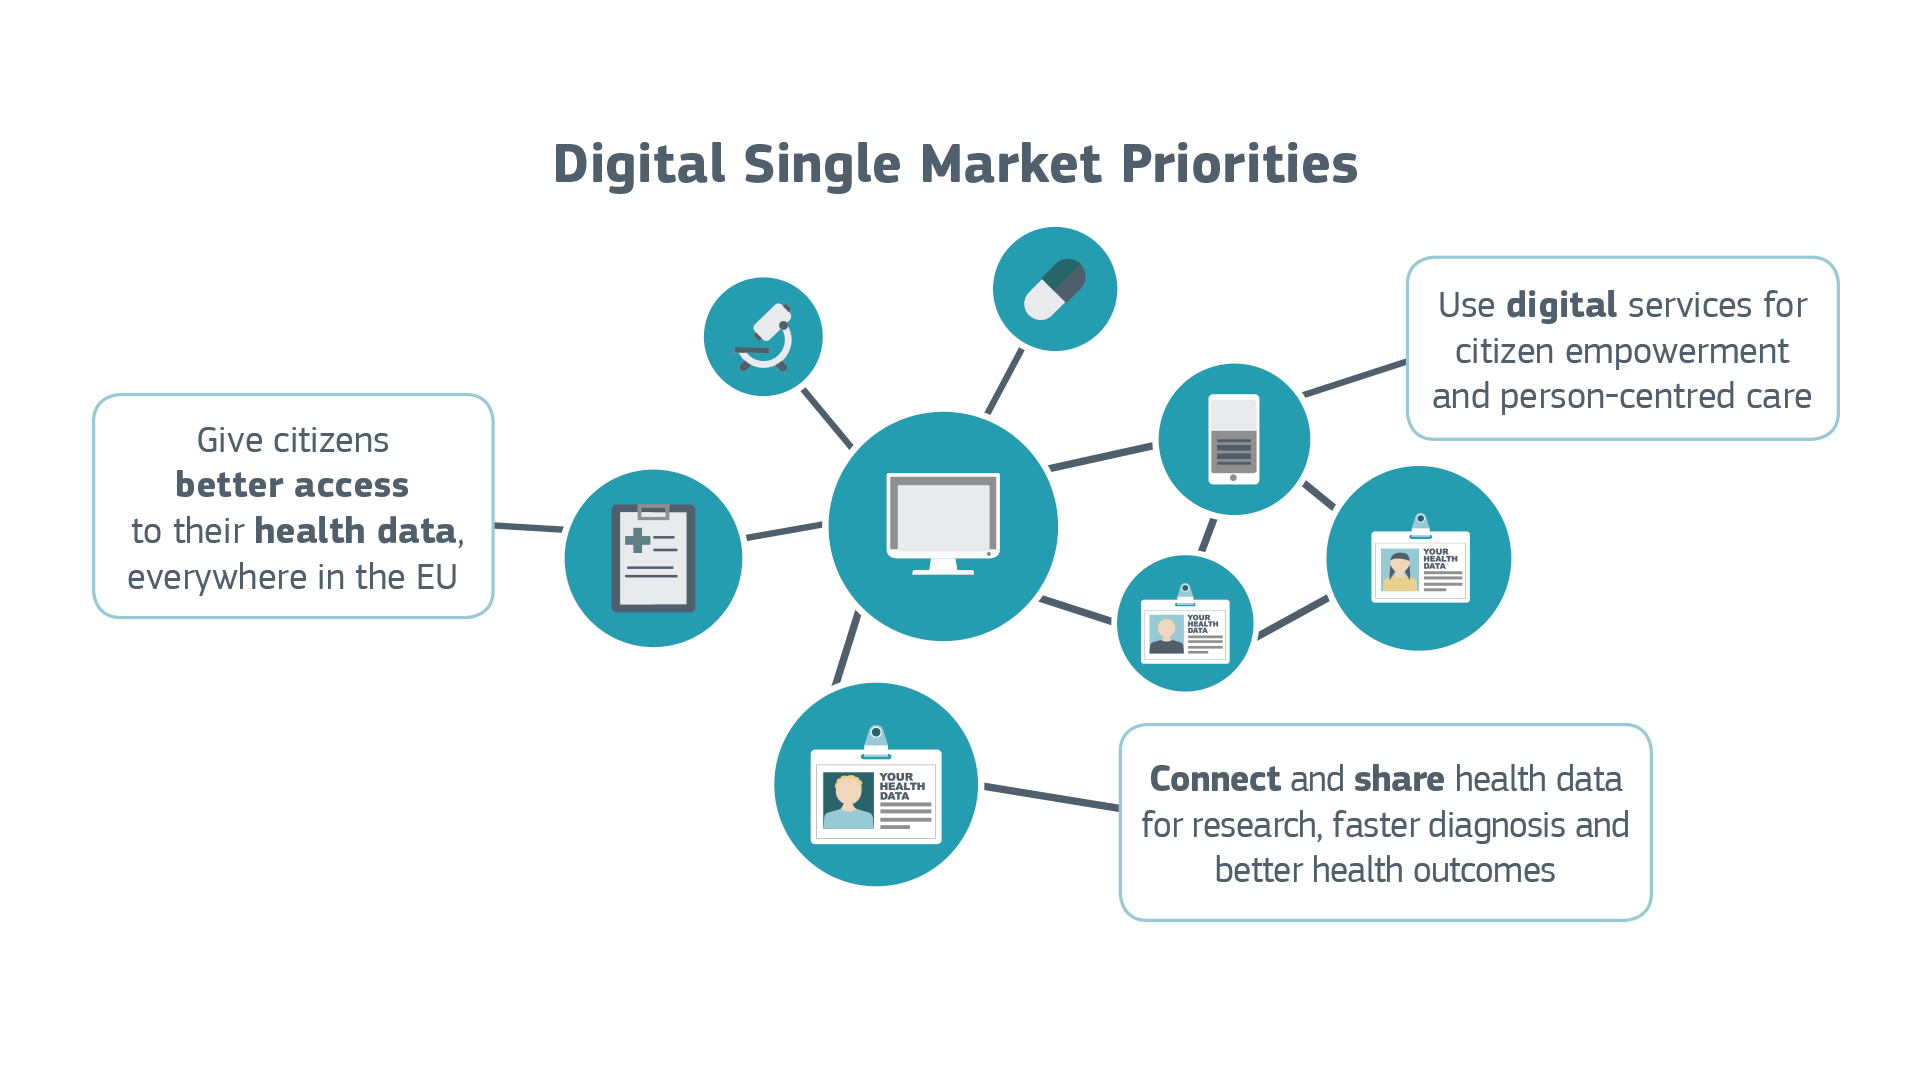 Digital Single Market Priorities
Use digital services for
citizen empowerment
and person-centred care
Give citizens
better access
to their health data,
everywhere in the EU
YOUR
HEALTH
DATA
YOUR
HEALTH
DATA
YOUR
HEALTH
DATA
Connect and share health data
for research, faster diagnosis and
better health outcomes